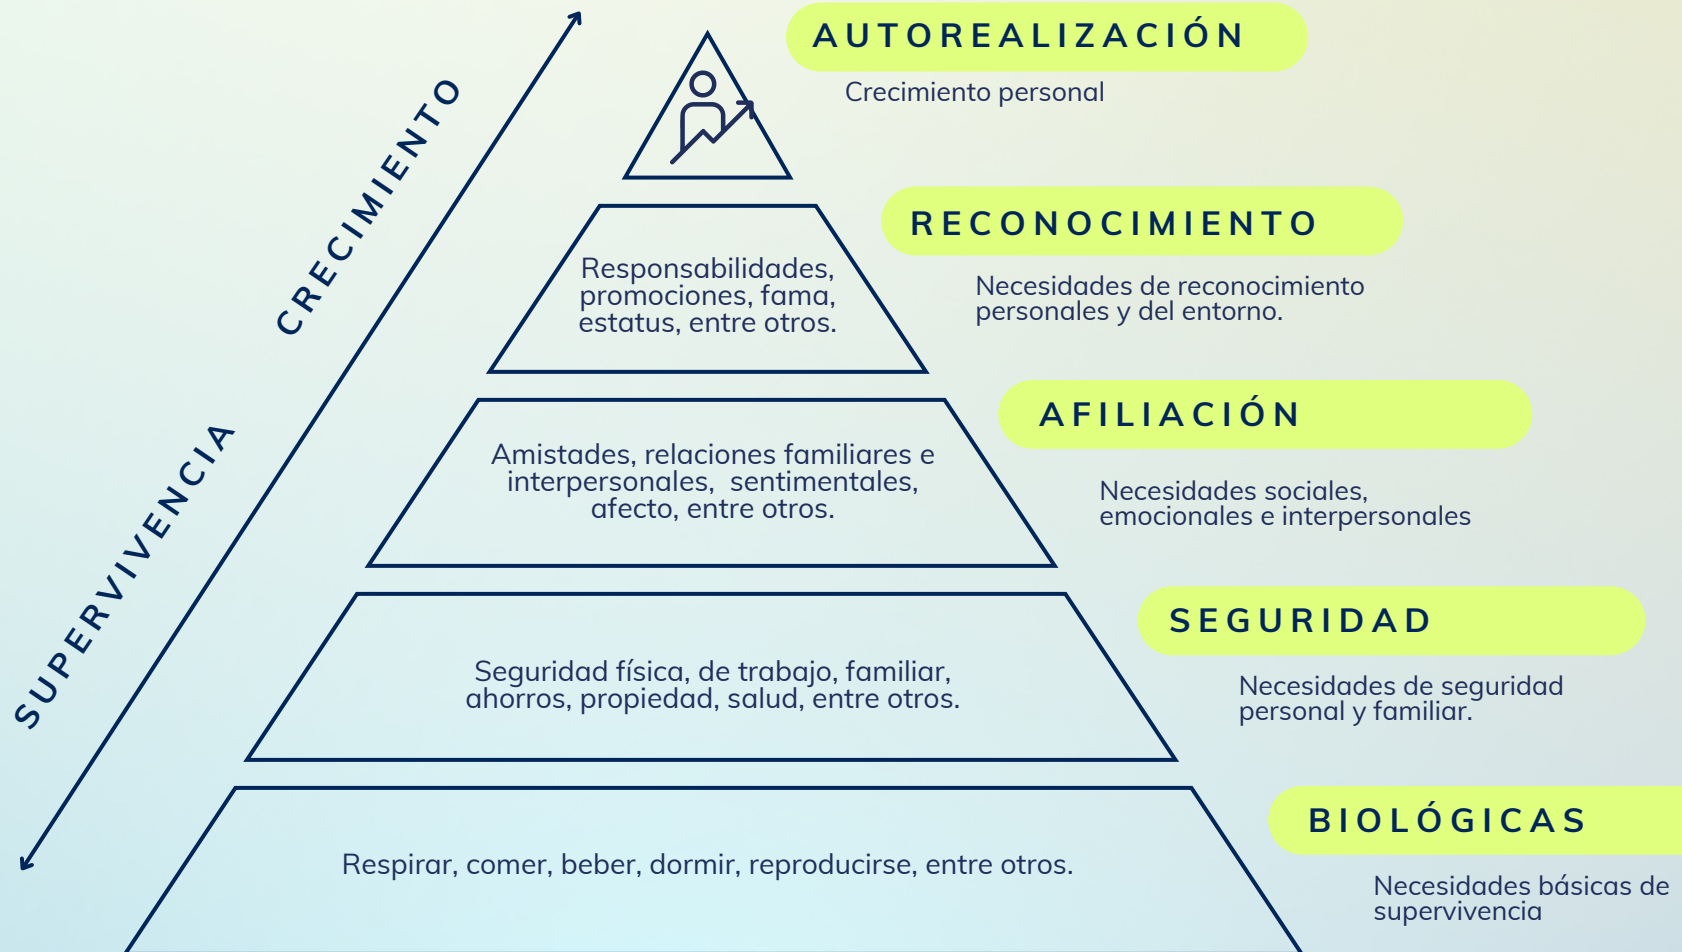 AUTOREALIZACIÓN
Crecimiento personal
CRECIMIENTO
RECONOCIMIENTO
Responsabilidades,
promociones, fama,
estatus, entre otros.
Necesidades de reconocimiento
personales y del entorno.
AFILIACIÓN
Amistades, relaciones familiares e
interpersonales, sentimentales,
afecto, entre otros.
Necesidades sociales,
emocionales e interpersonales
SUPERVIVENCIA
SEGURIDAD
Seguridad física, de trabajo, familiar,
ahorros, propiedad, salud, entre otros.
Necesidades de seguridad
personal y familiar.
BIOLÓGICAS
Respirar, comer, beber, dormir, reproducirse, entre otros.
Necesidades básicas de
supervivencia